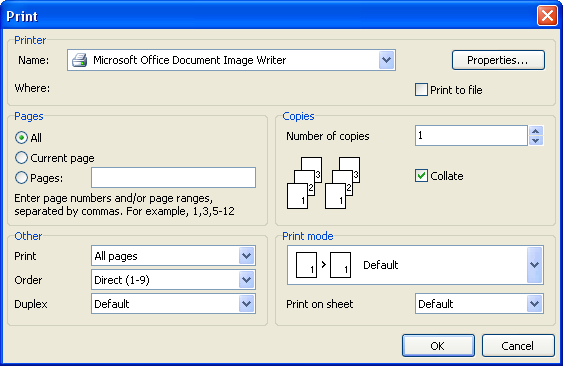 Print
Printer
Name: Microsoft Office Document Image Writer Properties...
Where: Print to file
Pages
All
Current page
Pages:
Enter page numbers and/or page ranges,
separated by commas. For example, 1,3,5-12
Copies
Number of copies 1
1 2 3 1 2 3 Collate
Other
Print All pages
Order Direct (1-9)
Duplex Default
Print mode
1 > 1 Default
Print on sheet Default
OK Cancel